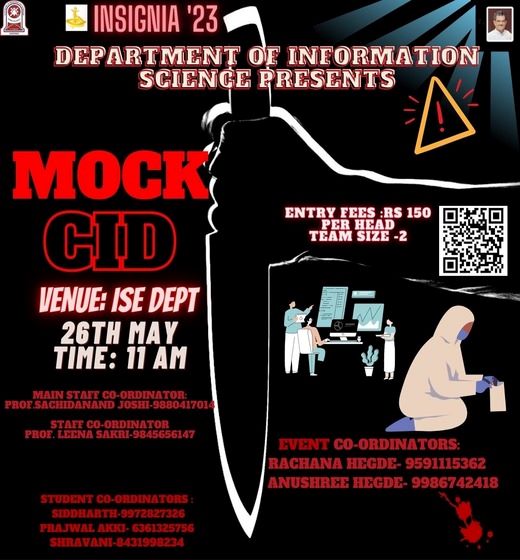 INSIGNIA '23
DEPARTMENT OF INFORMATION
SCIENCE PRESENTS
MOCK
CID
ENTRY FEES :RS 150
PER HEAD
TEAM SIZE -2
VENUE: ISE DEPT
26TH MAY
TIME: 11 AM
MAIN STAFF CO-ORDINATOR:
PROF.SACHIDANAND JOSHI-9880417014
STAFF CO-ORDINATOR
PROF. LEENA SAKRI-9845656147
EVENT CO-ORDINATORS:
RACHANA HEGDE- 9591115362
ANUSHREE HEGDE- 9986742418
STUDENT CO-ORDINATORS :
SIDDHARTH-9972827326
PRAJWAL AKKI- 6361325756
SHRAVANI-8431998234